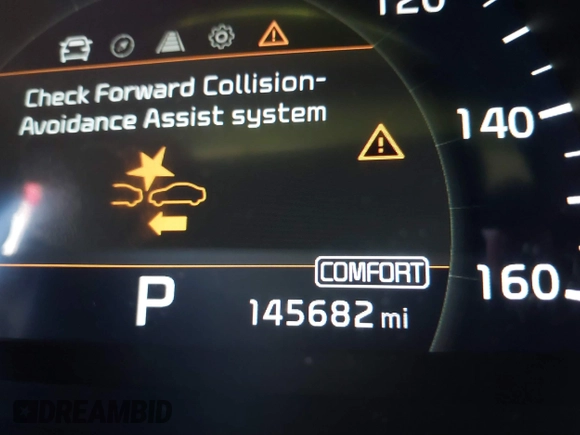 120
Check Forward Collision-
Avoidance Assist system
140
COMFORT
160
P
145682 mi
DREAMBID